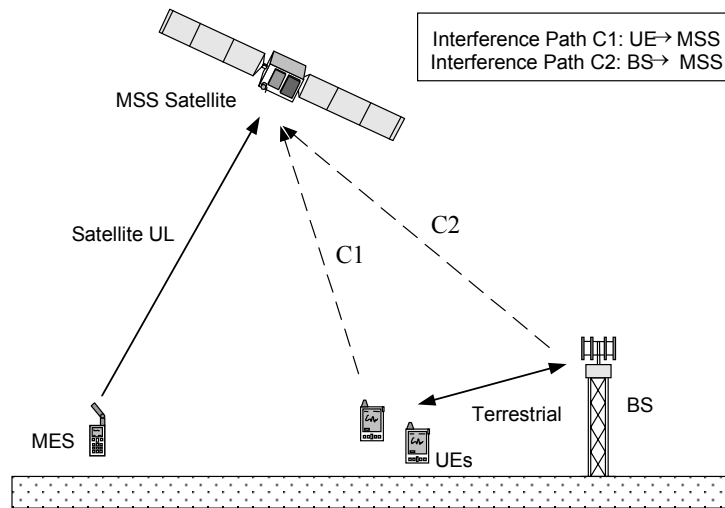 Interference Path C1: UE→ MSS
Interference Path C2: BS→ MSS
MSS Satellite
Satellite UL
C1
C2
MES
UEs
Terrestrial
BS